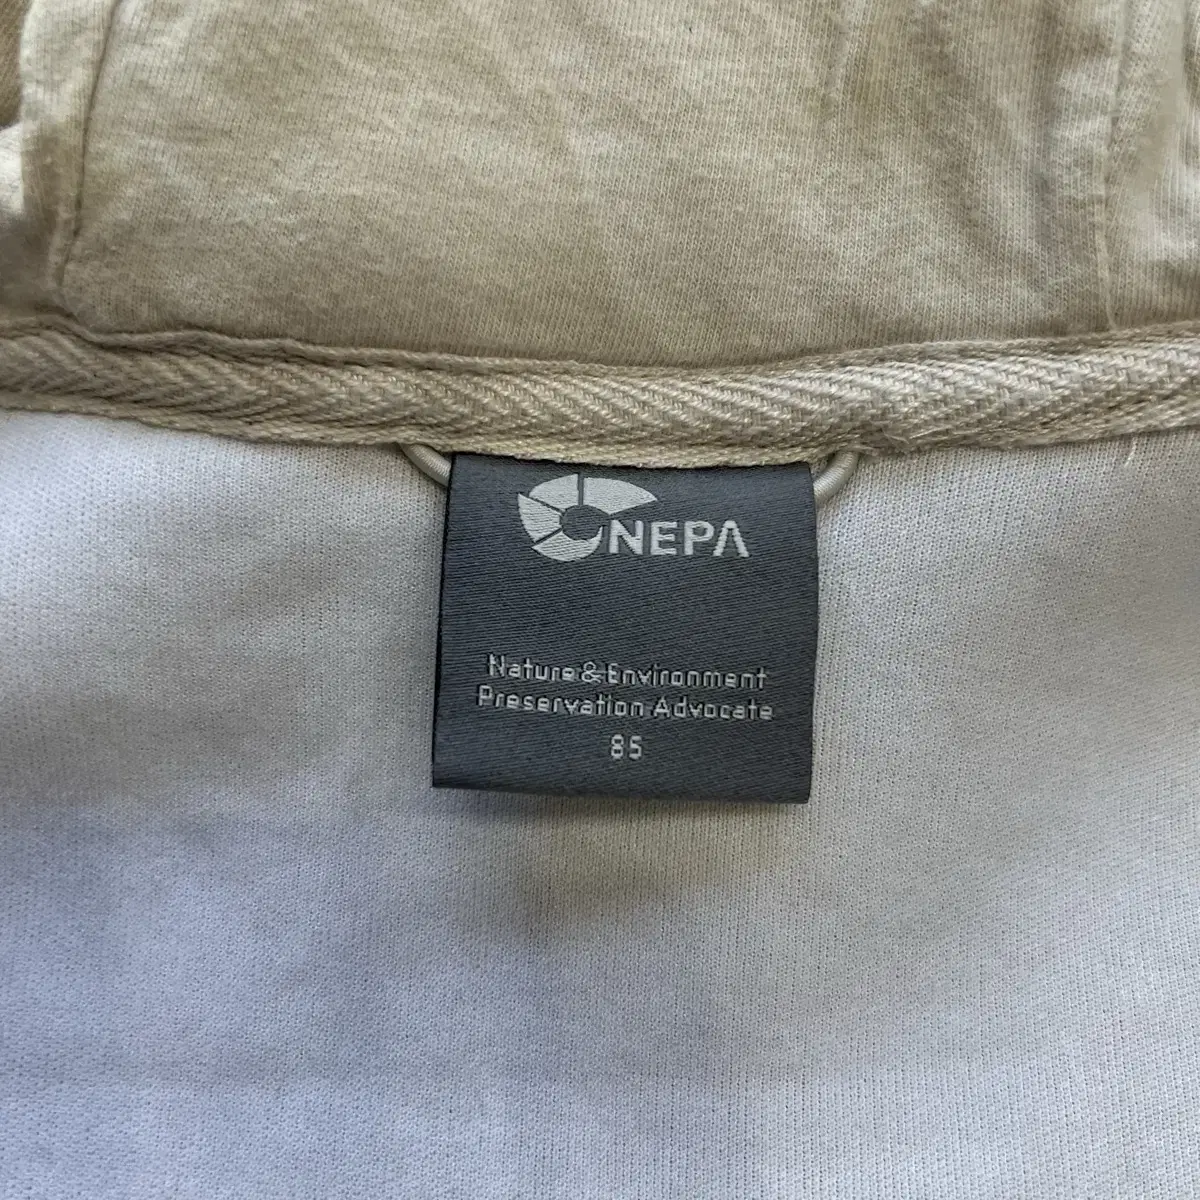 NEPA
Nature & Environment
Preservation Advocate
85